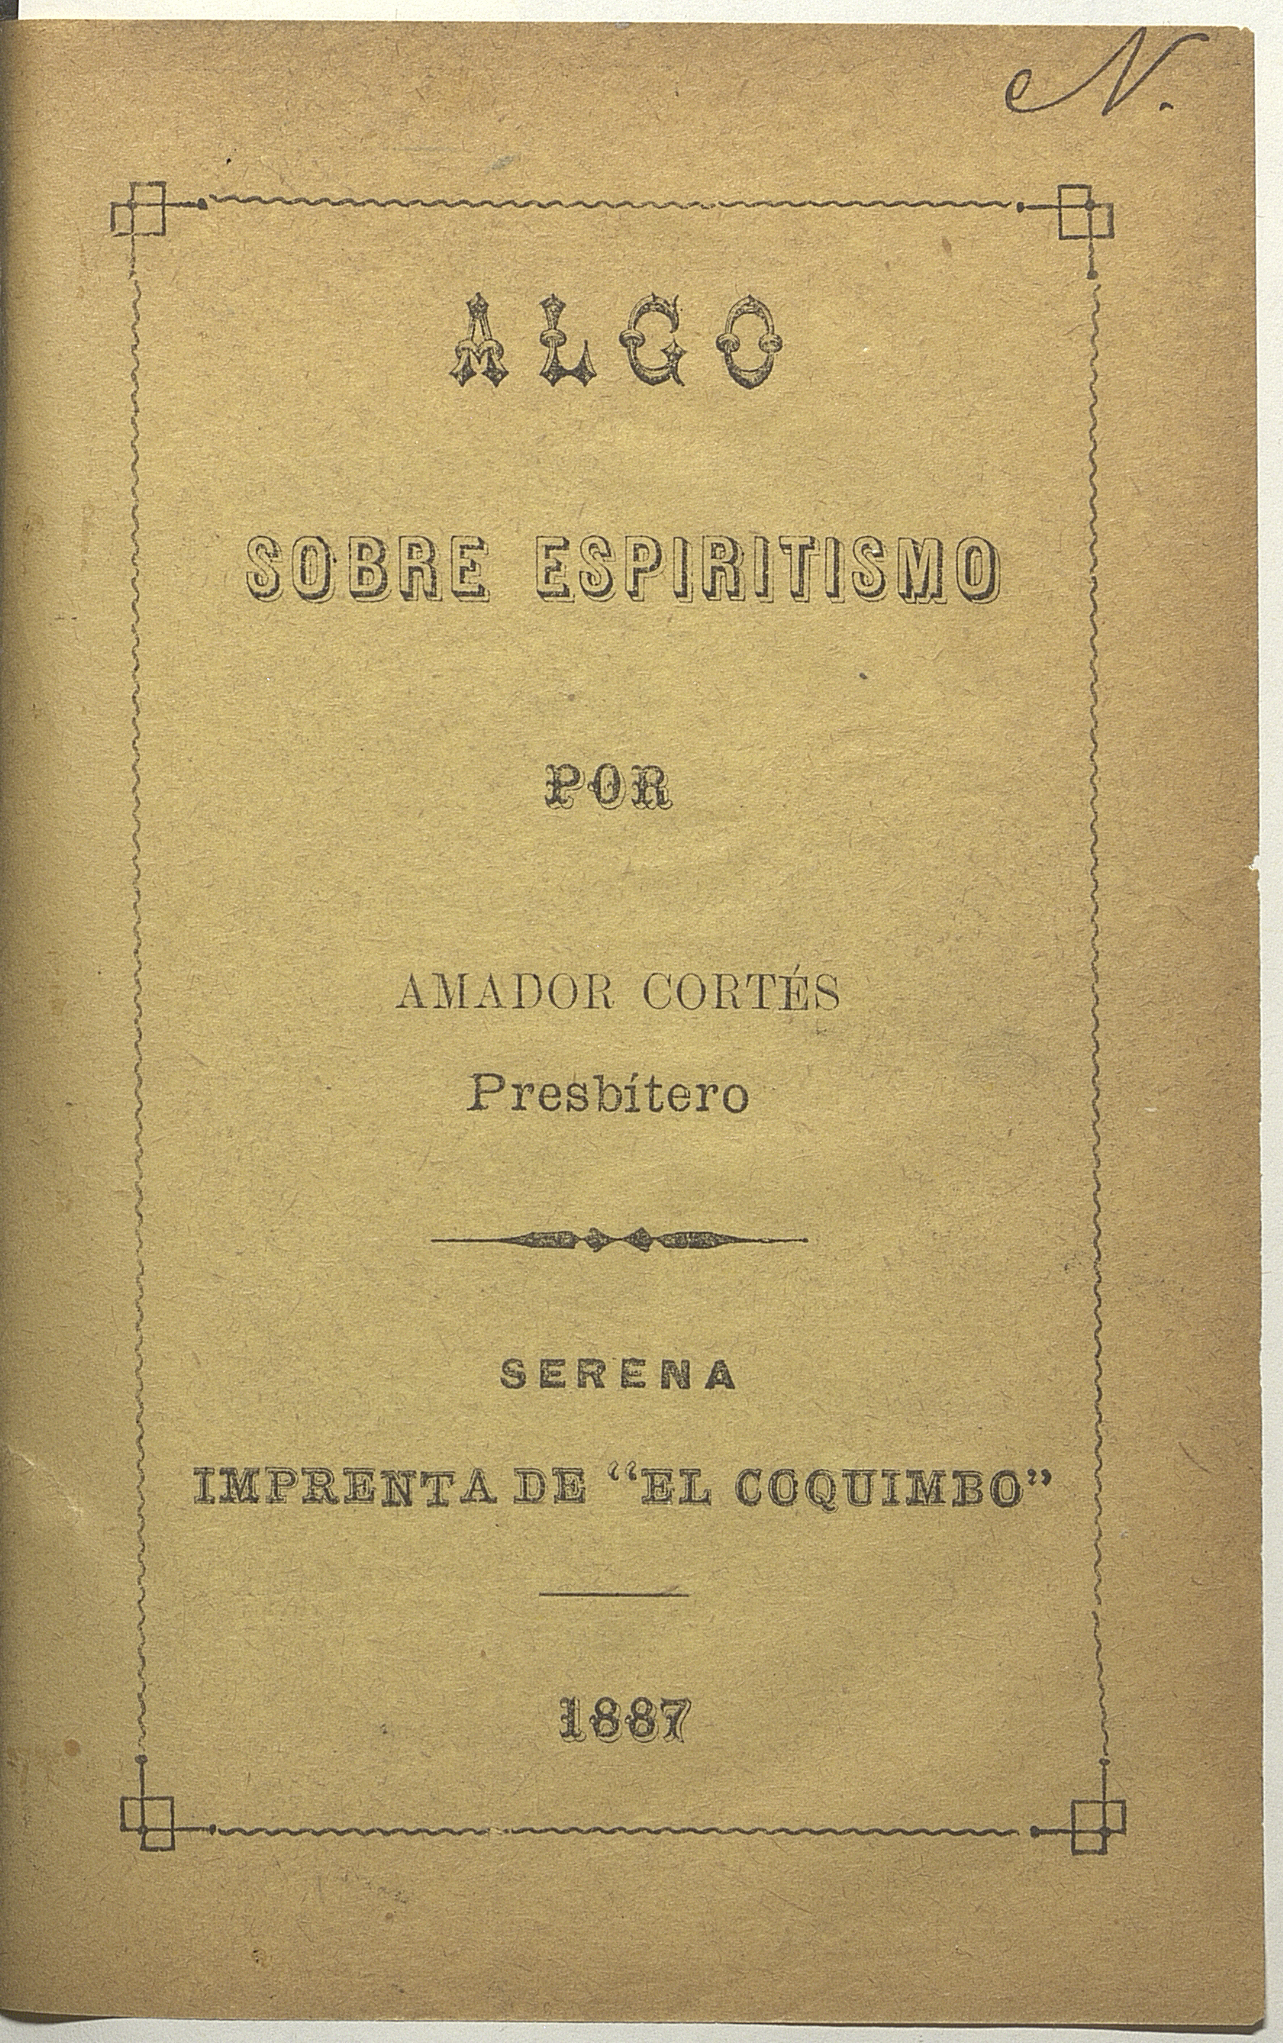 N.
ALGO
SOBRE ESPIRITISMO
POR
AMADOR CORTÉS
Presbítero
SERENA
IMPRENTA DE “EL COQUIMBO”
1887